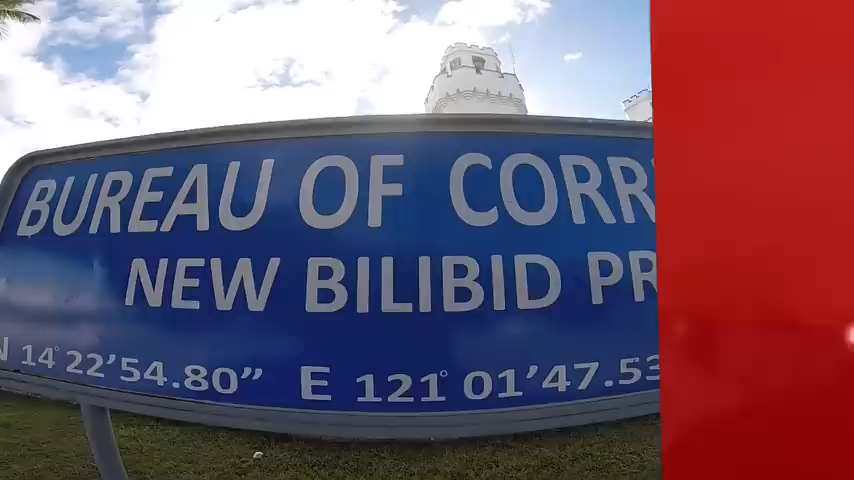 BUREAU OF CORR
NEW BILIBID PR
N 14°22'54.80” E 121°01'47.53